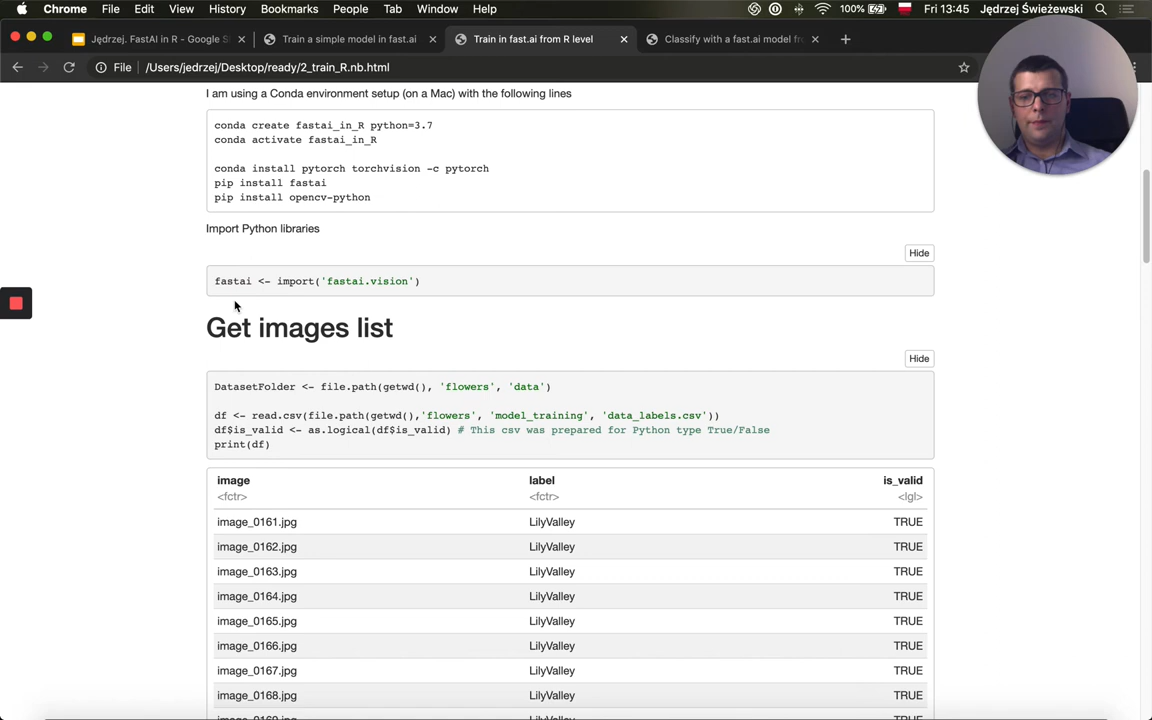 Chrome File Edit View History Bookmarks People Tab Window Help 100% Fri 13:45 Jędrzej Świeżewski
Jędrzej. FastAI in R - Google S
Train a simple model in fast.ai
Train in fast.ai from R level
Classify with a fast.ai model fr
File /Users/jedrzej/Desktop/ready/2_train_R.nb.html
I am using a Conda environment setup (on a Mac) with the following lines
conda create fastai_in_R python=3.7
conda activate fastai_in_R
conda install pytorch torchvision -c pytorch
pip install fastai
pip install opencv-python
Import Python libraries
Hide
fastai <- import('fastai.vision')
Get images list
Hide
DatasetFolder <- file.path(getwd(), 'flowers', 'data')
df <- read.csv(file.path(getwd(),'flowers', 'model_training', 'data_labels.csv'))
df$is_valid <- as.logical(df$is_valid) # This csv was prepared for Python type True/False
print(df)
image label is_valid
<fctr> <fctr> <lgl>
image_0161.jpg LilyValley TRUE
image_0162.jpg LilyValley TRUE
image_0163.jpg LilyValley TRUE
image_0164.jpg LilyValley TRUE
image_0165.jpg LilyValley TRUE
image_0166.jpg LilyValley TRUE
image_0167.jpg LilyValley TRUE
image_0168.jpg LilyValley TRUE